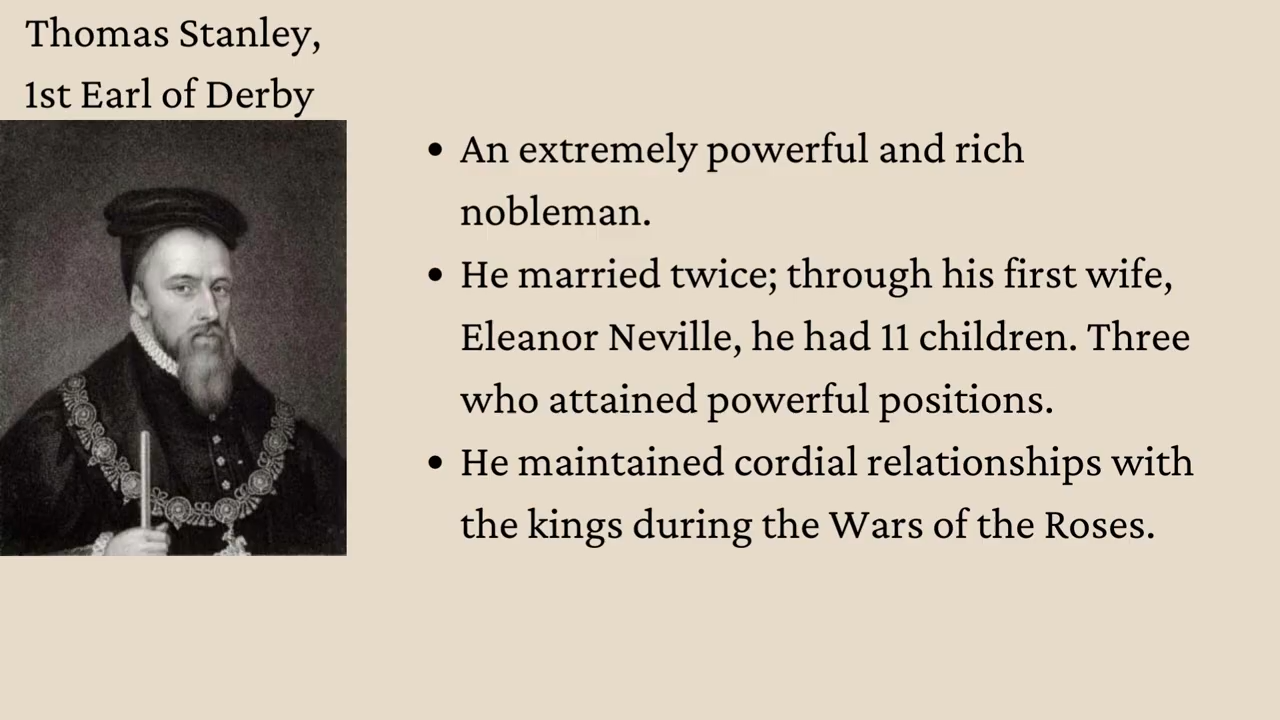 Thomas Stanley,
1st Earl of Derby
• An extremely powerful and rich
nobleman.
• He married twice; through his first wife,
Eleanor Neville, he had 11 children. Three
who attained powerful positions.
• He maintained cordial relationships with
the kings during the Wars of the Roses.